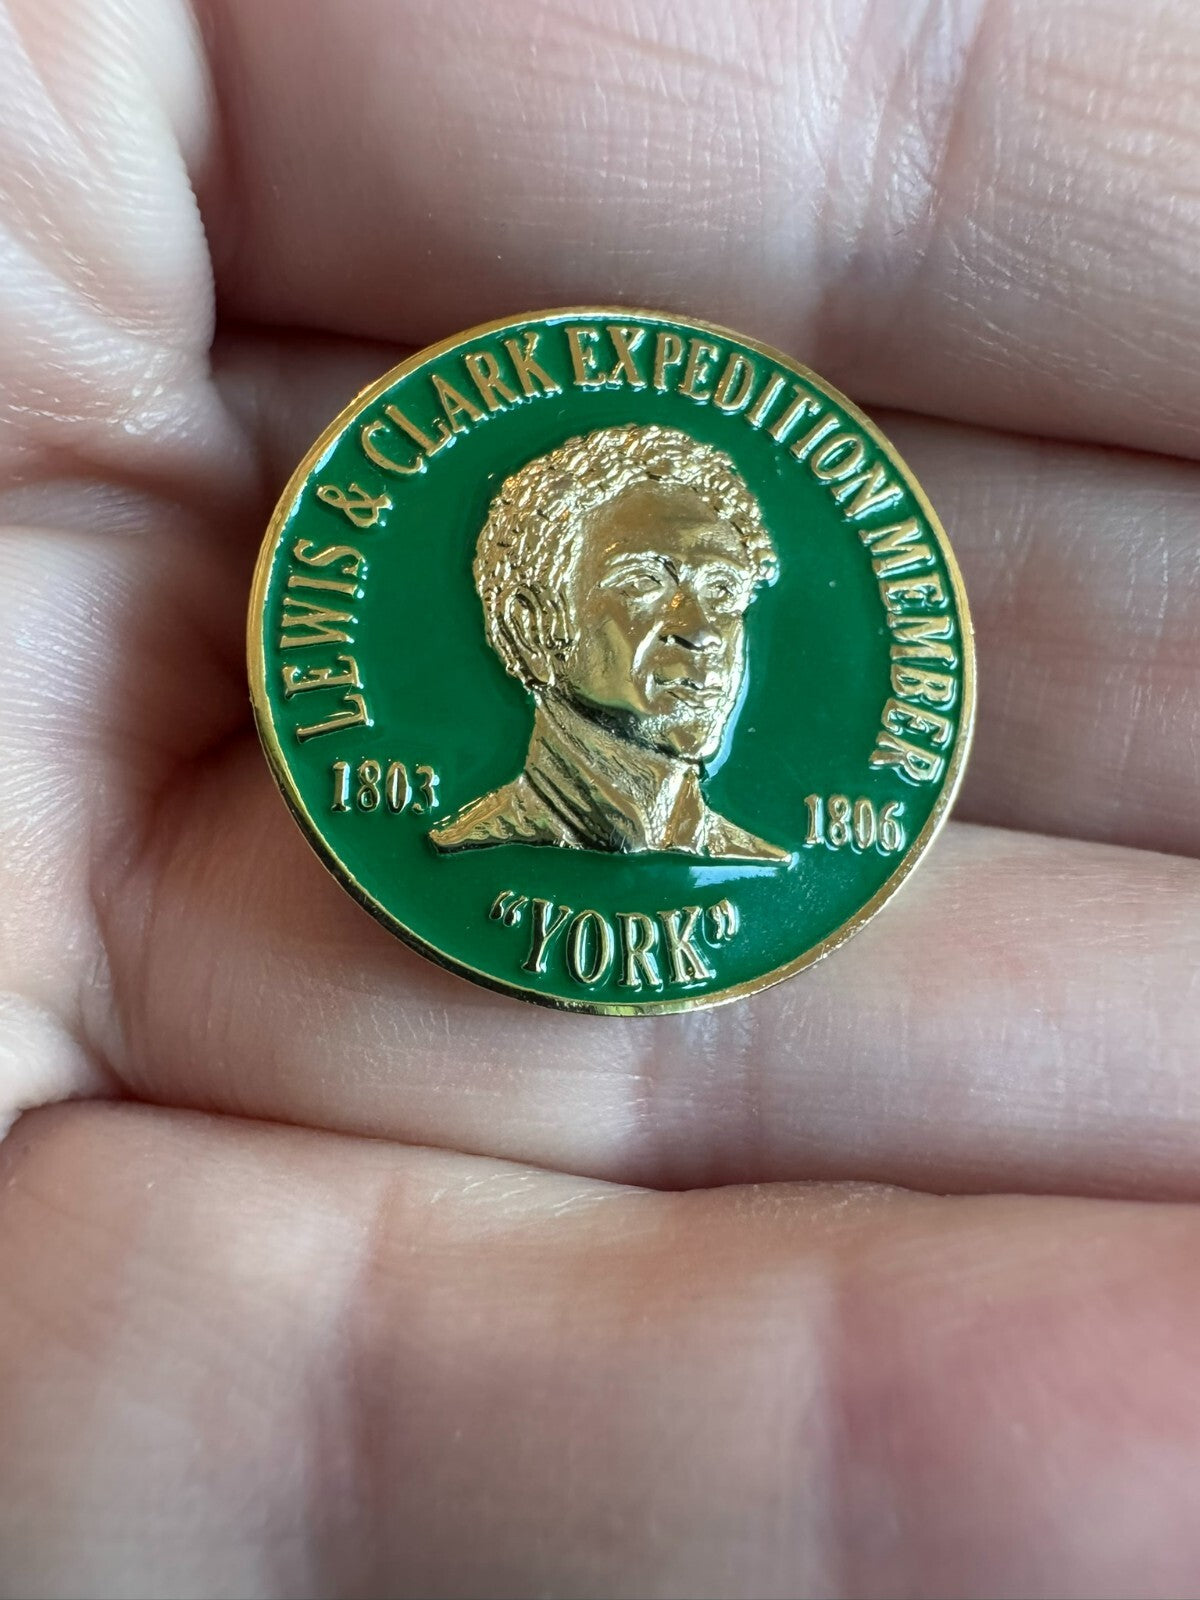 LEWIS & CLARK EXPEDITION MEMBER
1803
1806
"YORK"